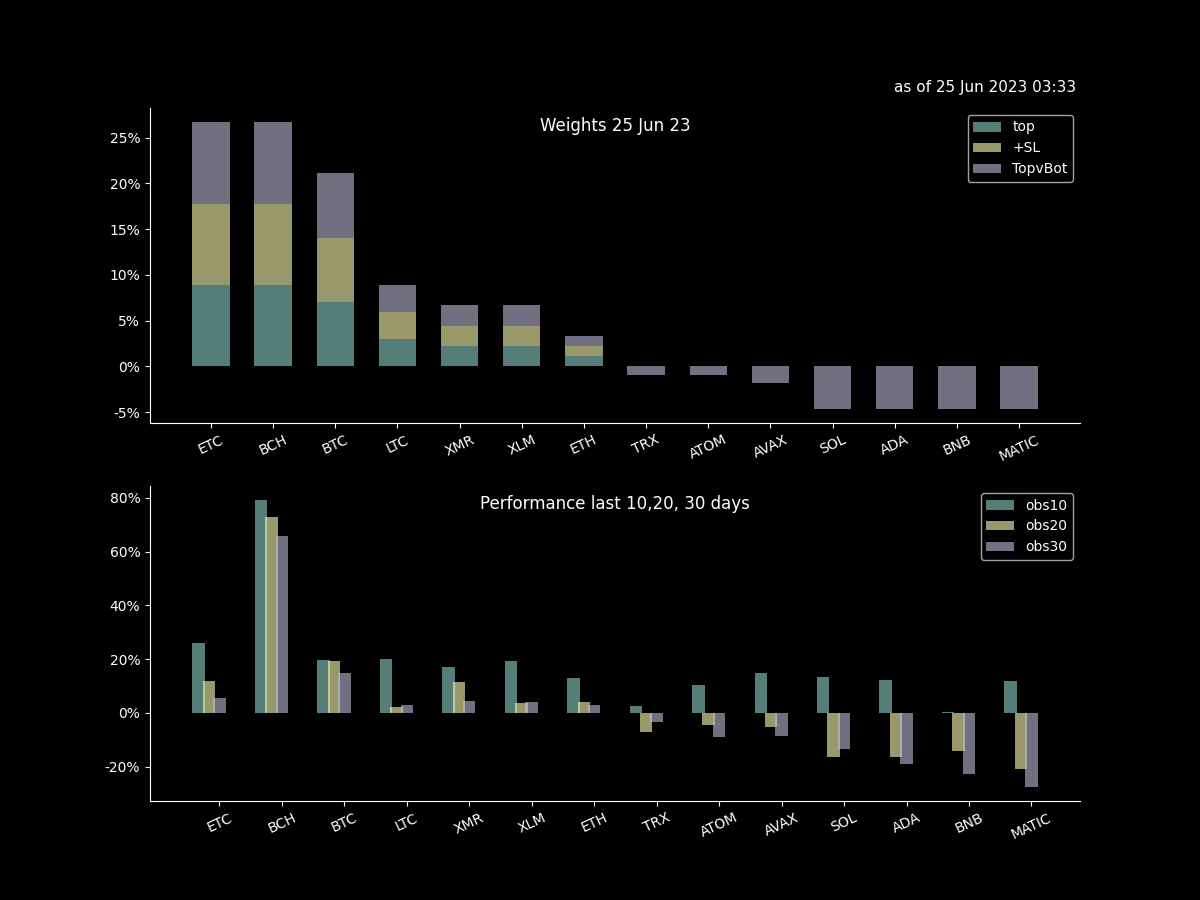 as of 25 Jun 2023 03:33
Weights 25 Jun 23
top
+SL
TopvBot
25%
20%
15%
10%
5%
0%
-5%
ETC BCH BTC LTC XMR XLM ETH TRX ATOM AVAX SOL ADA BNB MATIC
Performance last 10,20, 30 days
obs10
obs20
obs30
80%
60%
40%
20%
0%
-20%
ETC BCH BTC LTC XMR XLM ETH TRX ATOM AVAX SOL ADA BNB MATIC